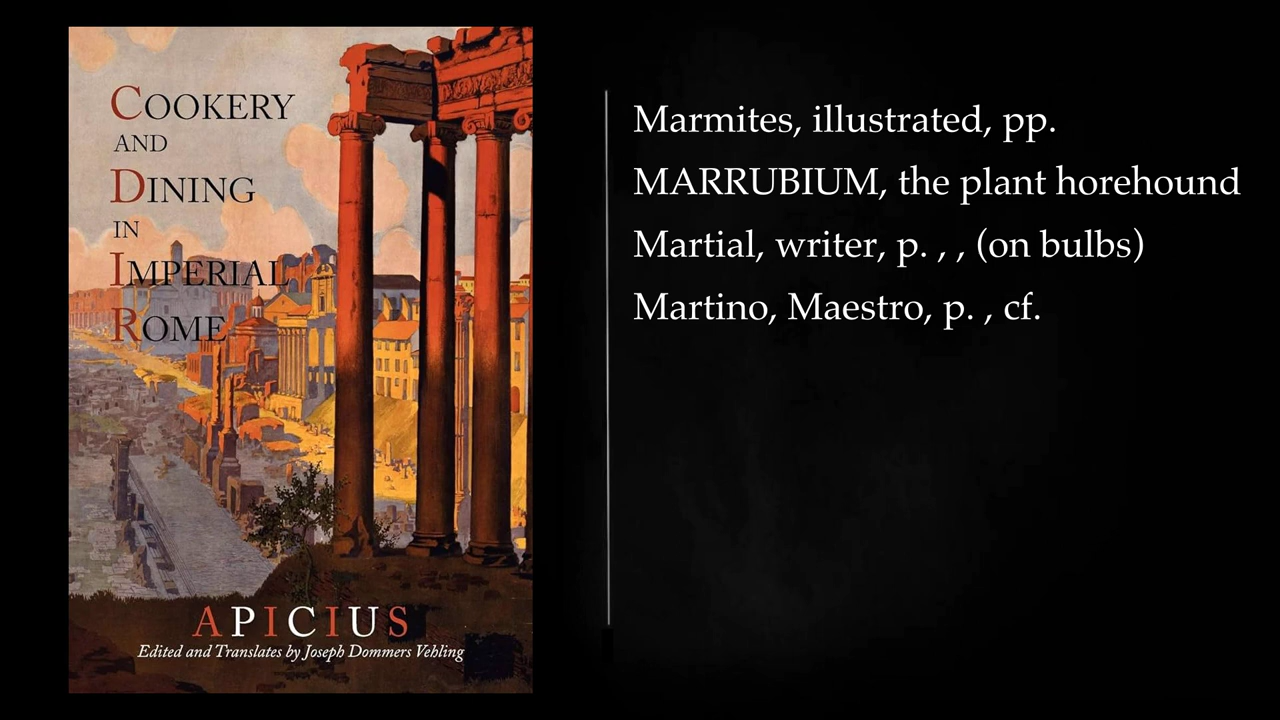 COOKERY
AND
DINING
IN
IMPERIAL
ROME
APICIUS
Edited and Translates by Joseph Dommers Vehling
Marmites, illustrated, pp.
MARRUBIUM, the plant horehound
Martial, writer, p. , , (on bulbs)
Martino, Maestro, p. , cf.